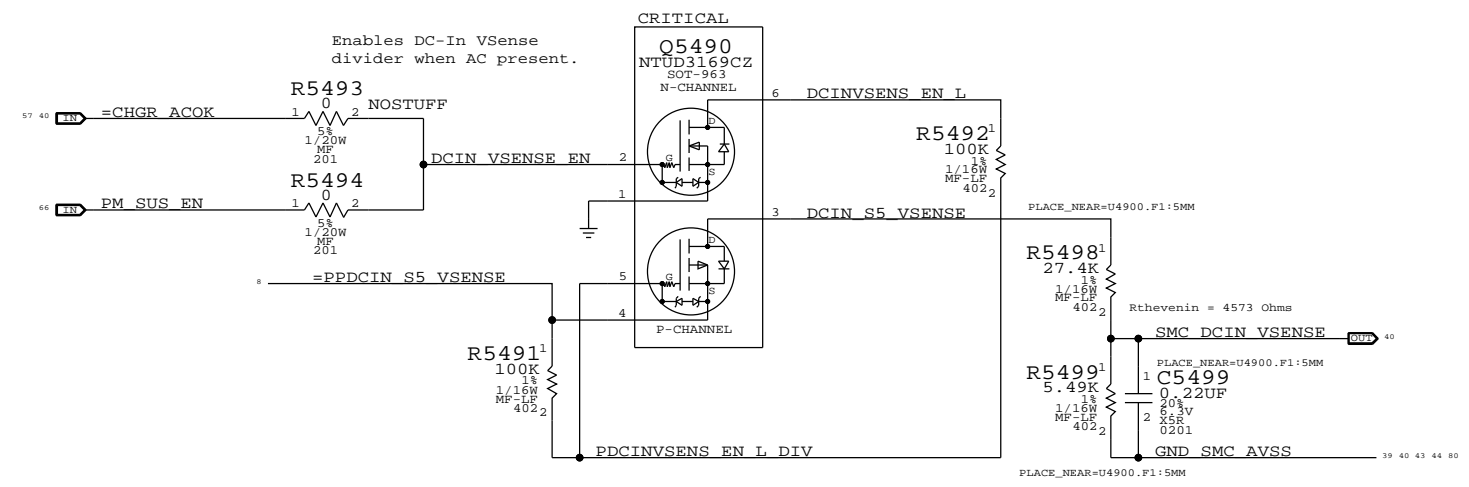 CRITICAL
Enables DC-In VSense
divider when AC present.
Q5490
NTUD3169CZ
SOT-963
N-CHANNEL
R5493
0
NOSTUFF
57 40 IN =CHGR_ACOK 1 2
5%
1/20W
MF
201
6 DCINVSENS_EN_L
D
G
S
R5492 1
100K
1%
1/16W
MF-LF
402 2
DCIN_VSENSE_EN 2
R5494
0
66 IN PM_SUS_EN 1 2
5%
1/20W
MF
201
1
3 DCIN_S5_VSENSE
PLACE_NEAR=U4900.F1:5MM
D
G
S
8 =PPDCIN_S5_VSENSE 5
4
P-CHANNEL
R5498 1
27.4K
1%
1/16W
MF-LF
402 2
Rthevenin = 4573 Ohms
SMC_DCIN_VSENSE OUT 40
R5491 1
100K
1%
1/16W
MF-LF
402 2
PLACE_NEAR=U4900.F1:5MM
R5499 1
5.49K
1%
1/16W
MF-LF
402 2
1 C5499
0.22UF
20%
6.3V
2 X5R
0201
PDCINVSENS_EN_L_DIV
GND_SMC_AVSS 39 40 43 44 80
PLACE_NEAR=U4900.F1:5MM